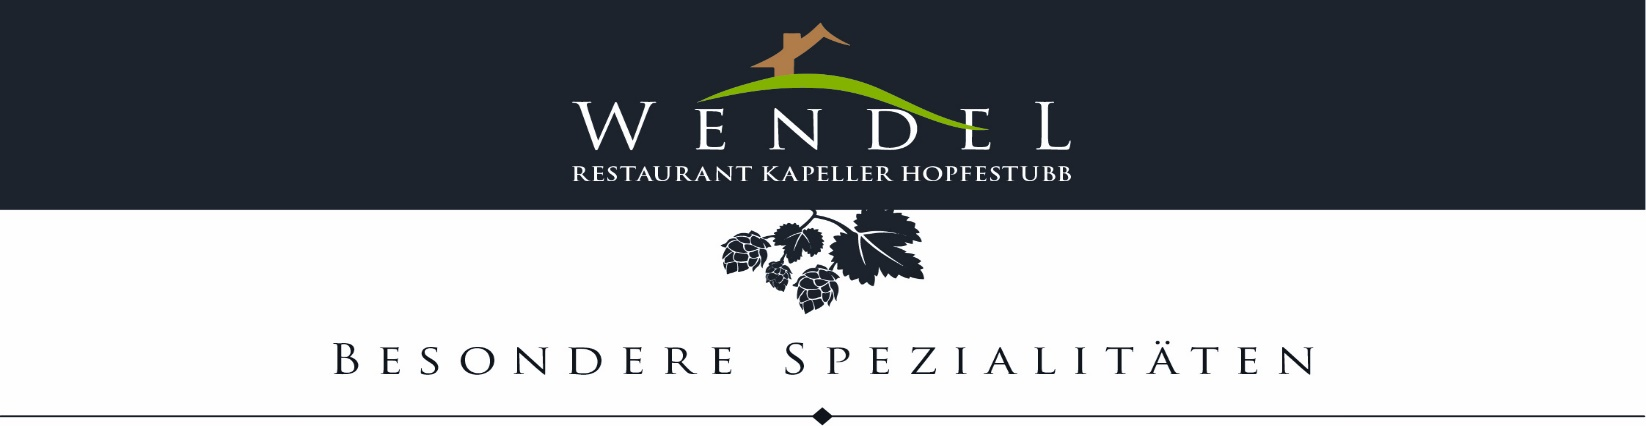 WENDEL
RESTAURANT KAPELLER HOPFESTUBB
BESONDERE SPEZIALITÄTEN